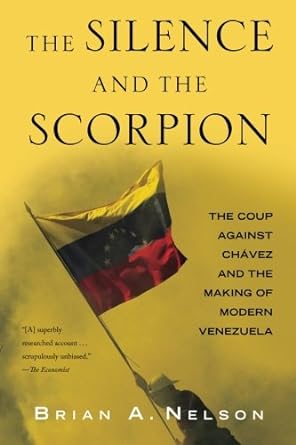 THE SILENCE
AND THE
SCORPION
THE COUP
AGAINST
CHÁVEZ
AND THE
MAKING OF
MODERN
VENEZUELA
"[A] superbly
researched account ...
scrupulously unbiased."
—The Economist
BRIAN A. NELSON